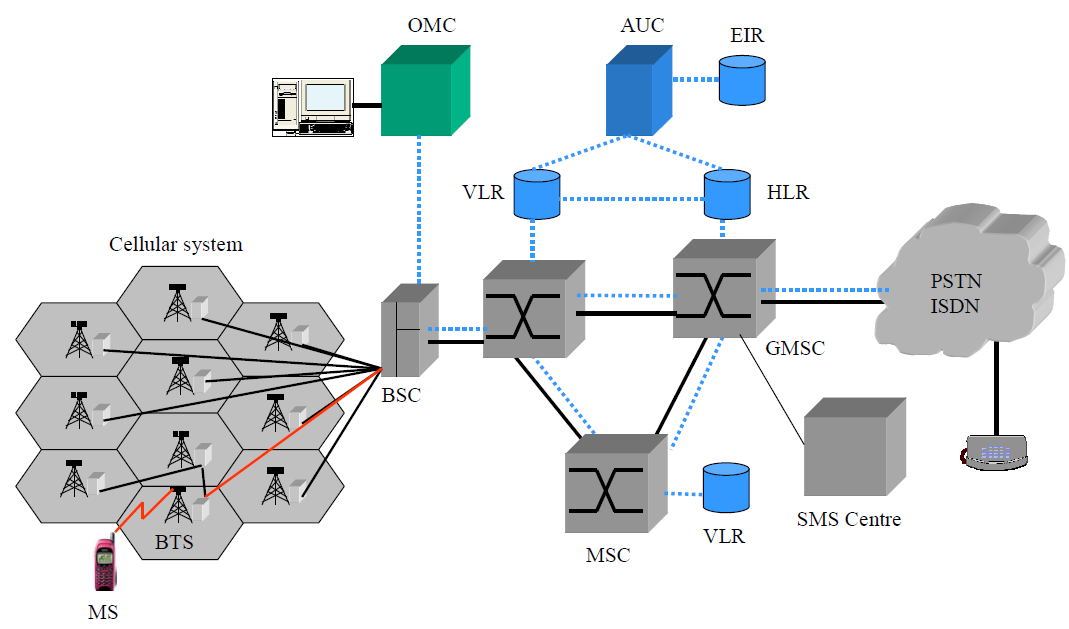 OMC
AUC
EIR
VLR
HLR
Cellular system
PSTN
ISDN
GMSC
BSC
SMS Centre
BTS
MSC
VLR
MS